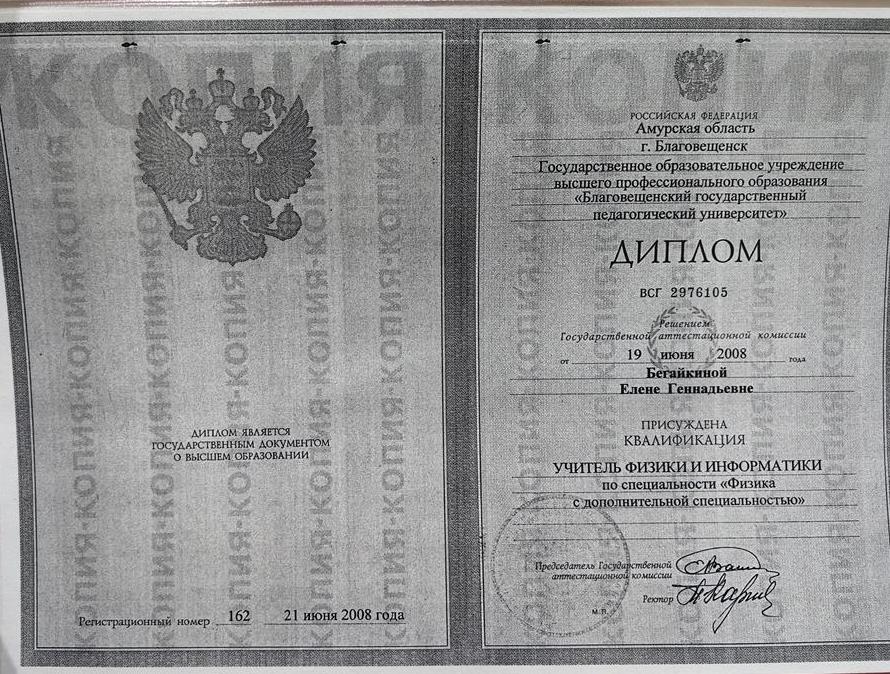 КОПИЯ
ДИПЛОМ ЯВЛЯЕТСЯ
ГОСУДАРСТВЕННЫМ ДОКУМЕНТОМ
О ВЫСШЕМ ОБРАЗОВАНИИ
Регистрационный номер 162 21 июня 2008 года
РОССИЙСКАЯ ФЕДЕРАЦИЯ
Амурская область
г. Благовещенск
Государственное образовательное учреждение
высшего профессионального образования
«Благовещенский государственный
педагогический университет»
ДИПЛОМ
ВСГ 2976105
Решением
Государственной аттестационной комиссии
от 19 июня 2008 года
Бегайкиной
Елене Геннадьевне
ПРИСУЖДЕНА
КВАЛИФИКАЦИЯ
УЧИТЕЛЬ ФИЗИКИ И ИНФОРМАТИКИ
по специальности «Физика
с дополнительной специальностью»
Председатель Государственной
аттестационной комиссии
Ректор
М.П.